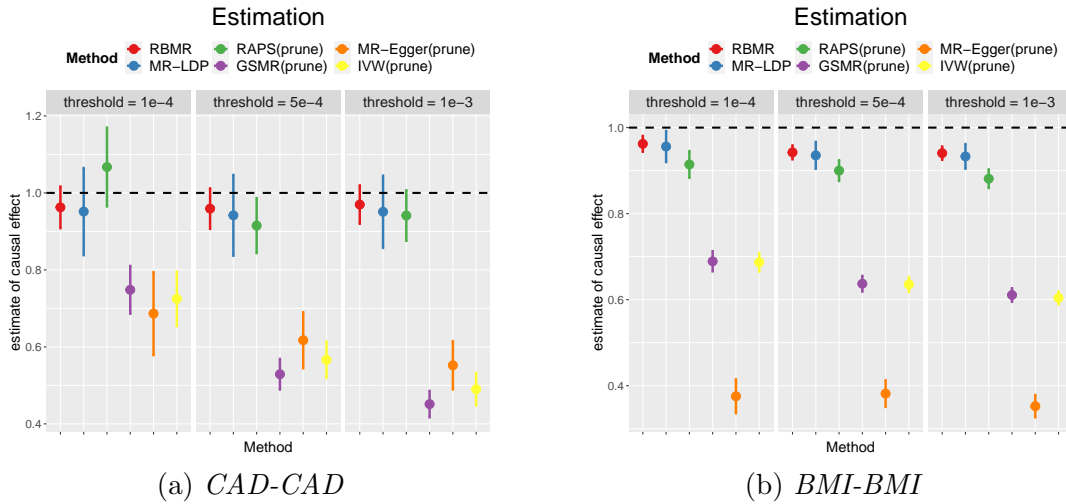 Estimation
Method RBMR RAPS(prune) MR−Egger(prune)
MR−LDP GSMR(prune) IVW(prune)
threshold = 1e−4 threshold = 5e−4 threshold = 1e−3
1.2
1.0
0.8
0.6
0.4
estimate of causal effect
Method
(a) CAD-CAD
Estimation
Method RBMR RAPS(prune) MR−Egger(prune)
MR−LDP GSMR(prune) IVW(prune)
threshold = 1e−4 threshold = 5e−4 threshold = 1e−3
1.0
0.8
0.6
0.4
estimate of causal effect
Method
(b) BMI-BMI